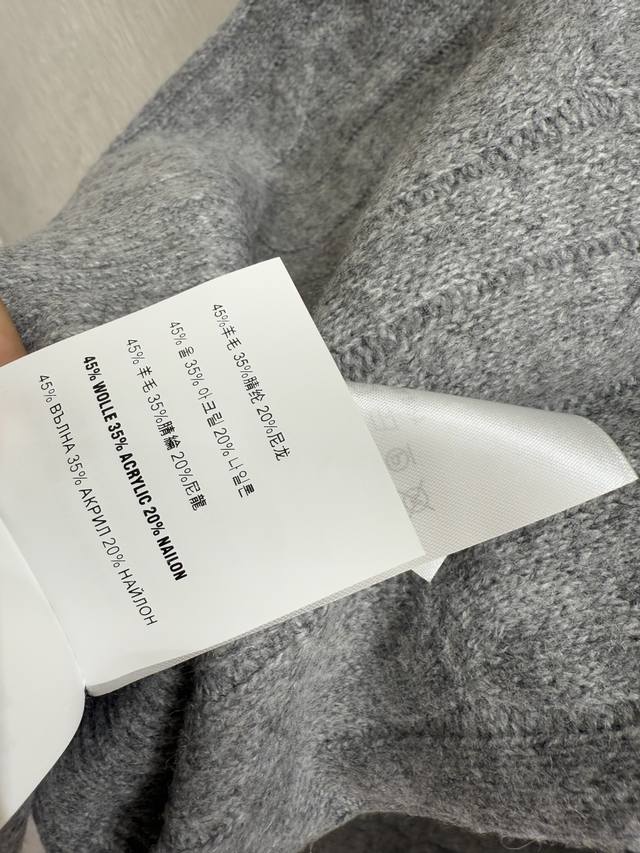 45%羊毛 35%腈纶 20%尼龙
45% 울 35% 아크릴 20% 나일론
45% 羊毛 35%腈綸 20%尼龍
45% WOLLE 35% ACRYLIC 20% NAILON
45% ВЪЛНА 35% АКРИЛ 20% НАЙЛОН